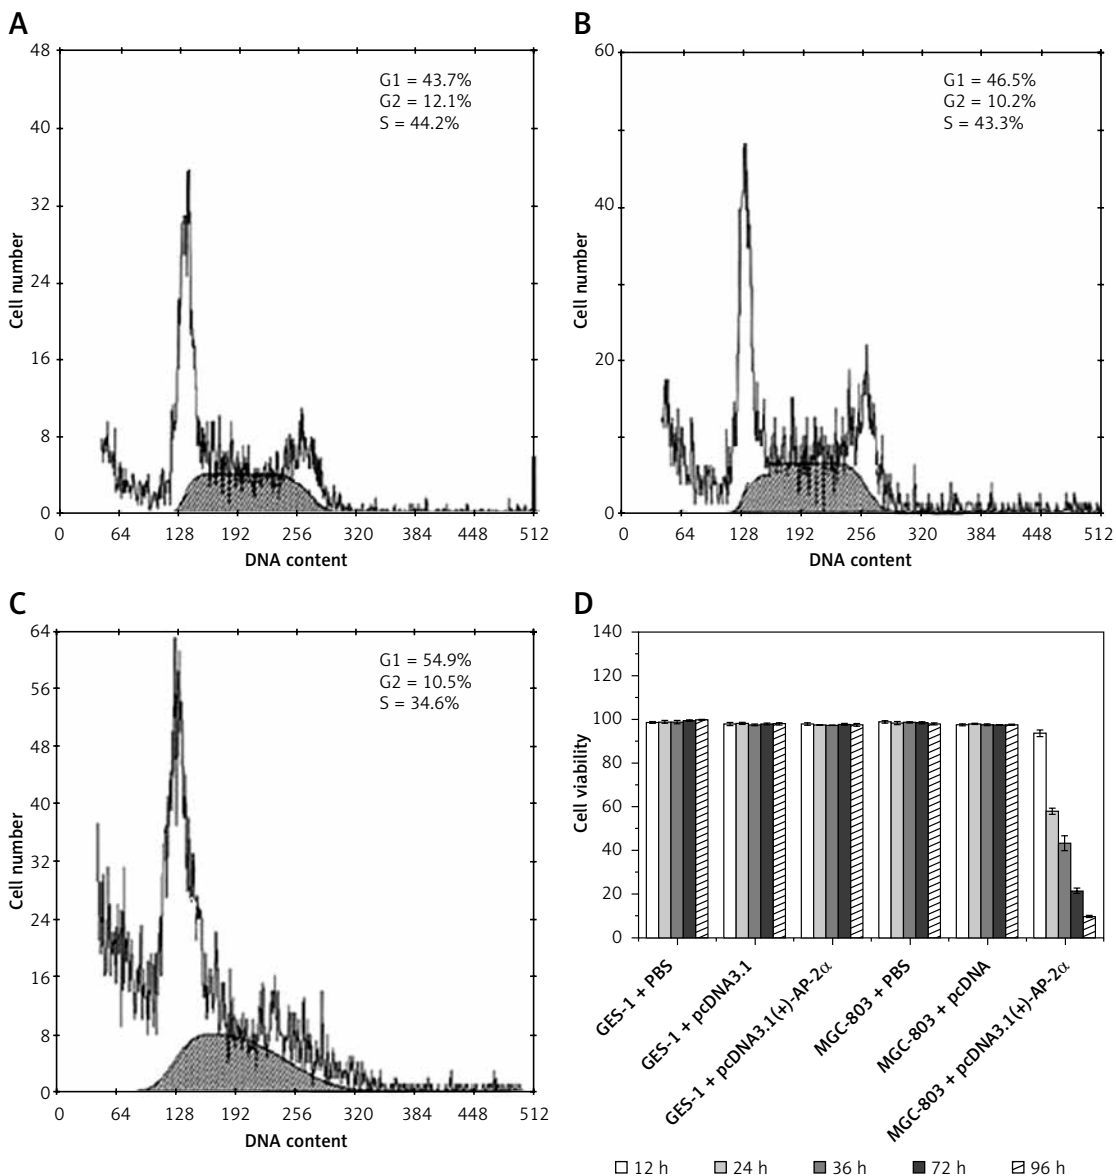 A
48
40
32
24
16
8
0
Cell number
G1 = 43.7%
G2 = 12.1%
S = 44.2%
0 64 128 192 256 320 384 448 512
DNA content
B
60
40
20
0
Cell number
G1 = 46.5%
G2 = 10.2%
S = 43.3%
0 64 128 192 256 320 384 448 512
DNA content
C
64
56
48
40
32
24
16
8
0
Cell number
G1 = 54.9%
G2 = 10.5%
S = 34.6%
0 64 128 192 256 320 384 448 512
DNA content
D
140
120
100
80
60
40
20
0
Cell viability
GES-1 + PBS
GES-1 + pcDNA3.1
GES-1 + pcDNA3.1(+)-AP-2α
MGC-803 + PBS
MGC-803 + pcDNA
MGC-803 + pcDNA3.1(+)-AP-2α
12 h 24 h 36 h 72 h 96 h